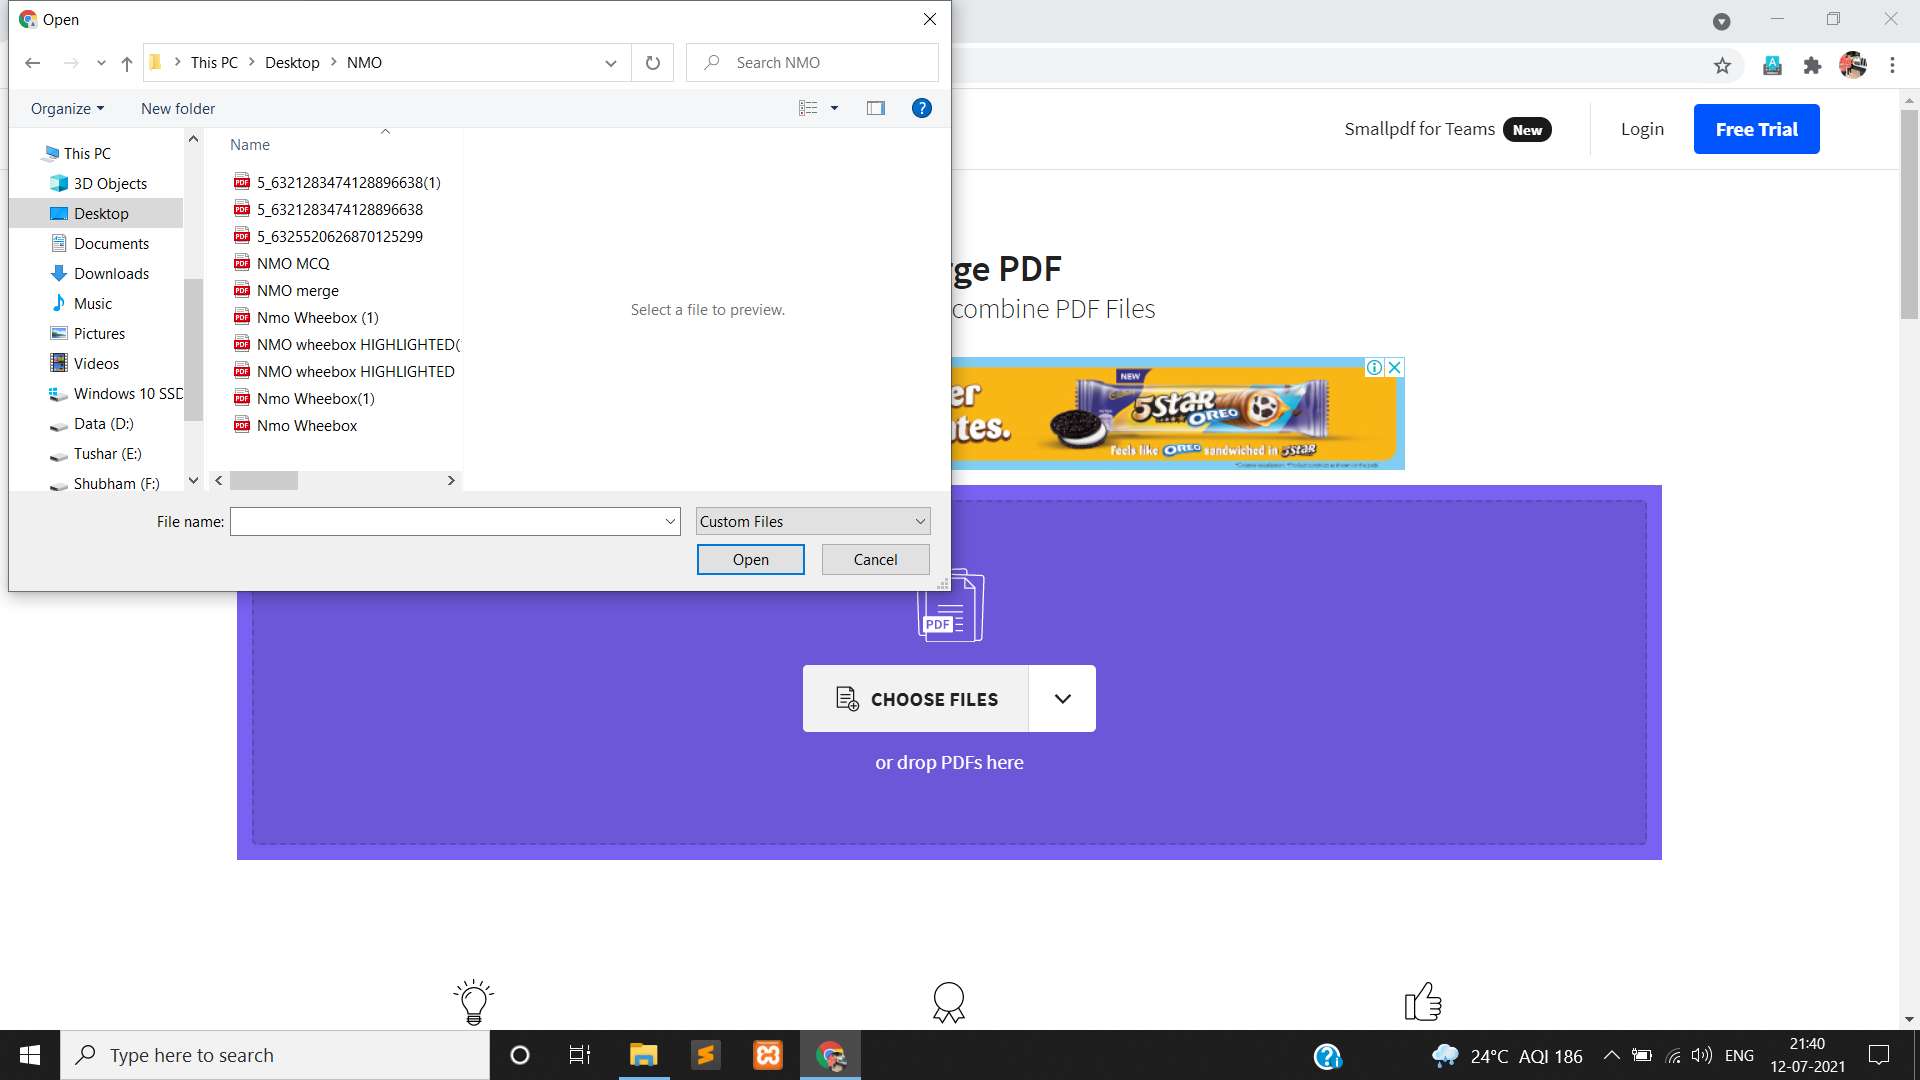 Open
This PC > Desktop > NMO
Search NMO
Organize
New folder
This PC
3D Objects
Desktop
Documents
Downloads
Music
Pictures
Videos
Windows 10 SSD
Data (D:)
Tushar (E:)
Shubham (F:)
Name
5_6321283474128896638(1)
5_6321283474128896638
5_6325520626870125299
NMO MCQ
NMO merge
Nmo Wheebox (1)
NMO wheebox HIGHLIGHTED(
NMO wheebox HIGHLIGHTED
Nmo Wheebox(1)
Nmo Wheebox
Select a file to preview.
File name:
Custom Files
Open
Cancel
Smallpdf for Teams New
Login
Free Trial
ge PDF
combine PDF Files
er
tes.
NEW
5STAR
OREO
Feels like OREO sandwiched in 5STAR
PDF
CHOOSE FILES
or drop PDFs here
Type here to search
24°C AQI 186
ENG
21:40
12-07-2021